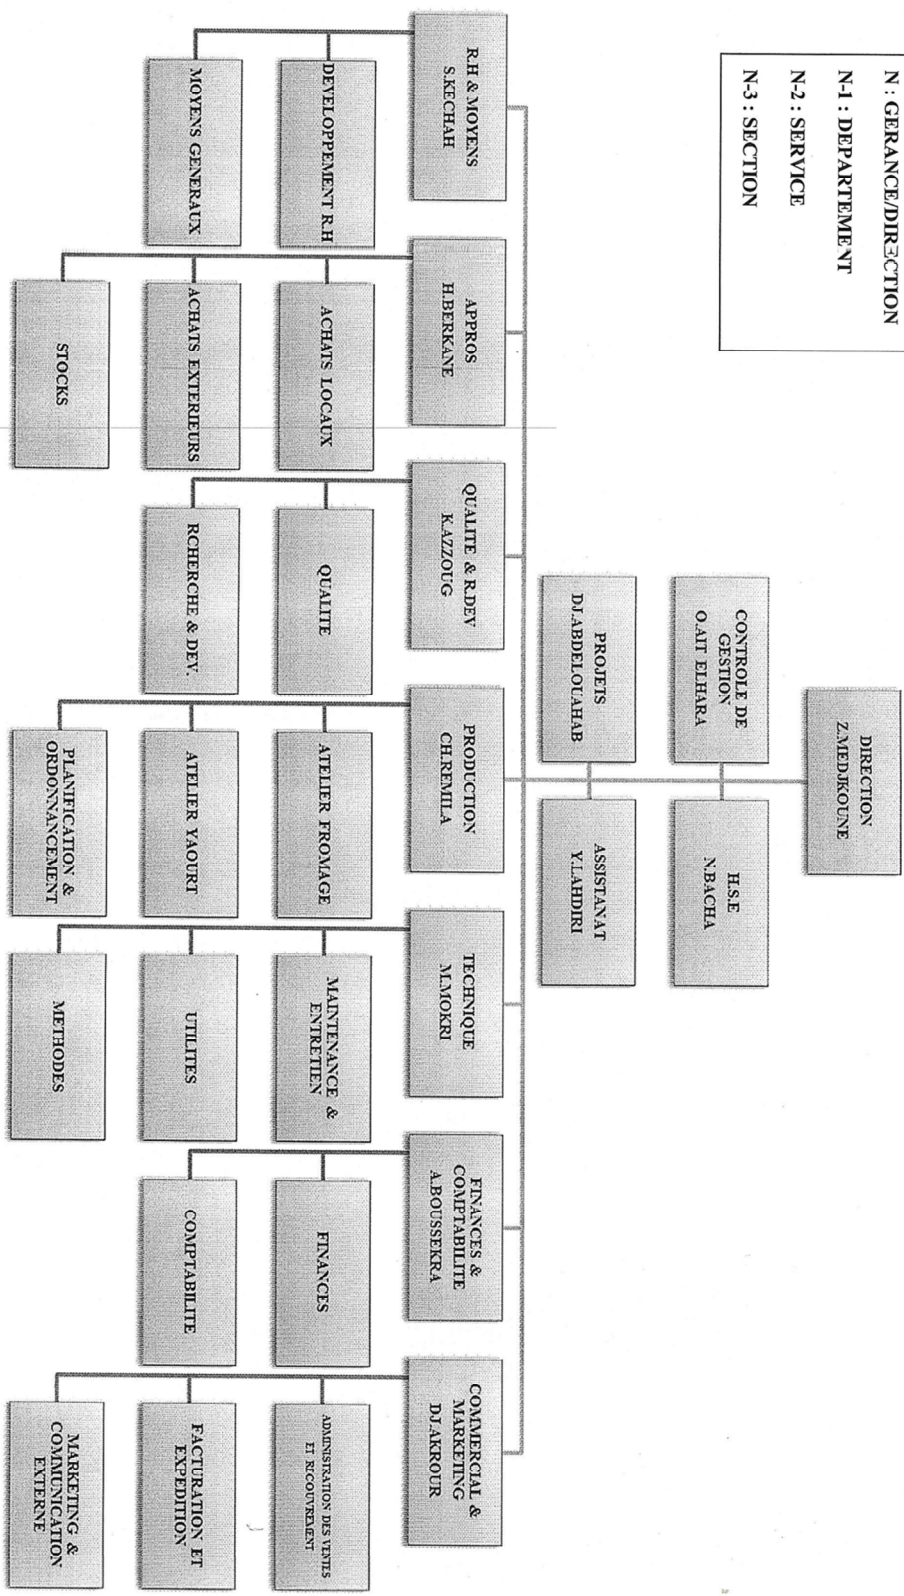 N : GERANCE/DIRECTION
N-1 : DEPARTEMENT
N-2 : SERVICE
N-3 : SECTION
DIRECTION
Z.MEDJKOUNE
CONTROLE DE
GESTION
O.AIT ELHARA
H.S.E
N.BACHA
PROJETS
DJ.ABDELOUAHAB
ASSISTANAT
Y.LAHDIRI
R.H & MOYENS
S.KECHAH
APPROS
H.BERKANE
QUALITE & R.DEV
K.AZZOUG
PRODUCTION
CH.REMILA
TECHNIQUE
M.MOKRI
FINANCES &
COMPTABILITE
A.BOUSSEKRA
COMMERCIAL &
MARKETING
DJ.AKROUR
DEVELOPPEMENT R.H
ACHATS LOCAUX
QUALITE
ATELIER FROMAGE
MAINTENANCE &
ENTRETIEN
FINANCES
ADMINISTRATION DES VENTES
ET RECOUVREMENT
MOYENS GENERAUX
ACHATS EXTERIEURS
RCHERCHE & DEV.
ATELIER YAOURT
UTILITES
COMPTABILITE
FACTURATION ET
EXPEDITION
STOCKS
PLANIFICATION &
ORDONNANCEMENT
METHODES
MARKETING &
COMMUNICATION
EXTERNE